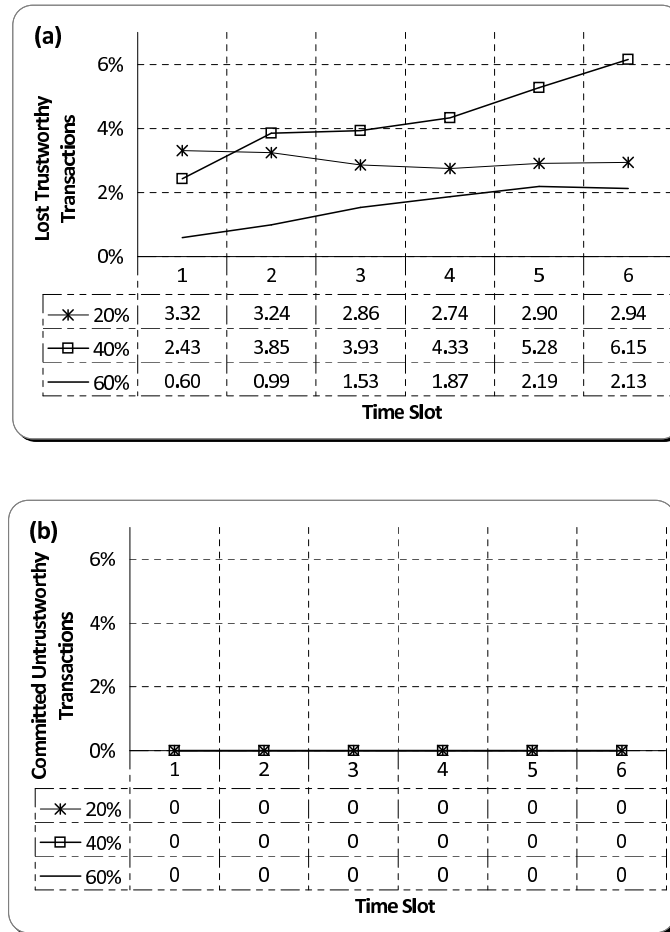 (a)
Lost Trustworthy
Transactions
6%
4%
2%
0%
1 2 3 4 5 6
20% 3.32 3.24 2.86 2.74 2.90 2.94
40% 2.43 3.85 3.93 4.33 5.28 6.15
60% 0.60 0.99 1.53 1.87 2.19 2.13
Time Slot
(b)
Committed Untrustworthy
Transactions
6%
4%
2%
0%
1 2 3 4 5 6
20% 0 0 0 0 0 0
40% 0 0 0 0 0 0
60% 0 0 0 0 0 0
Time Slot